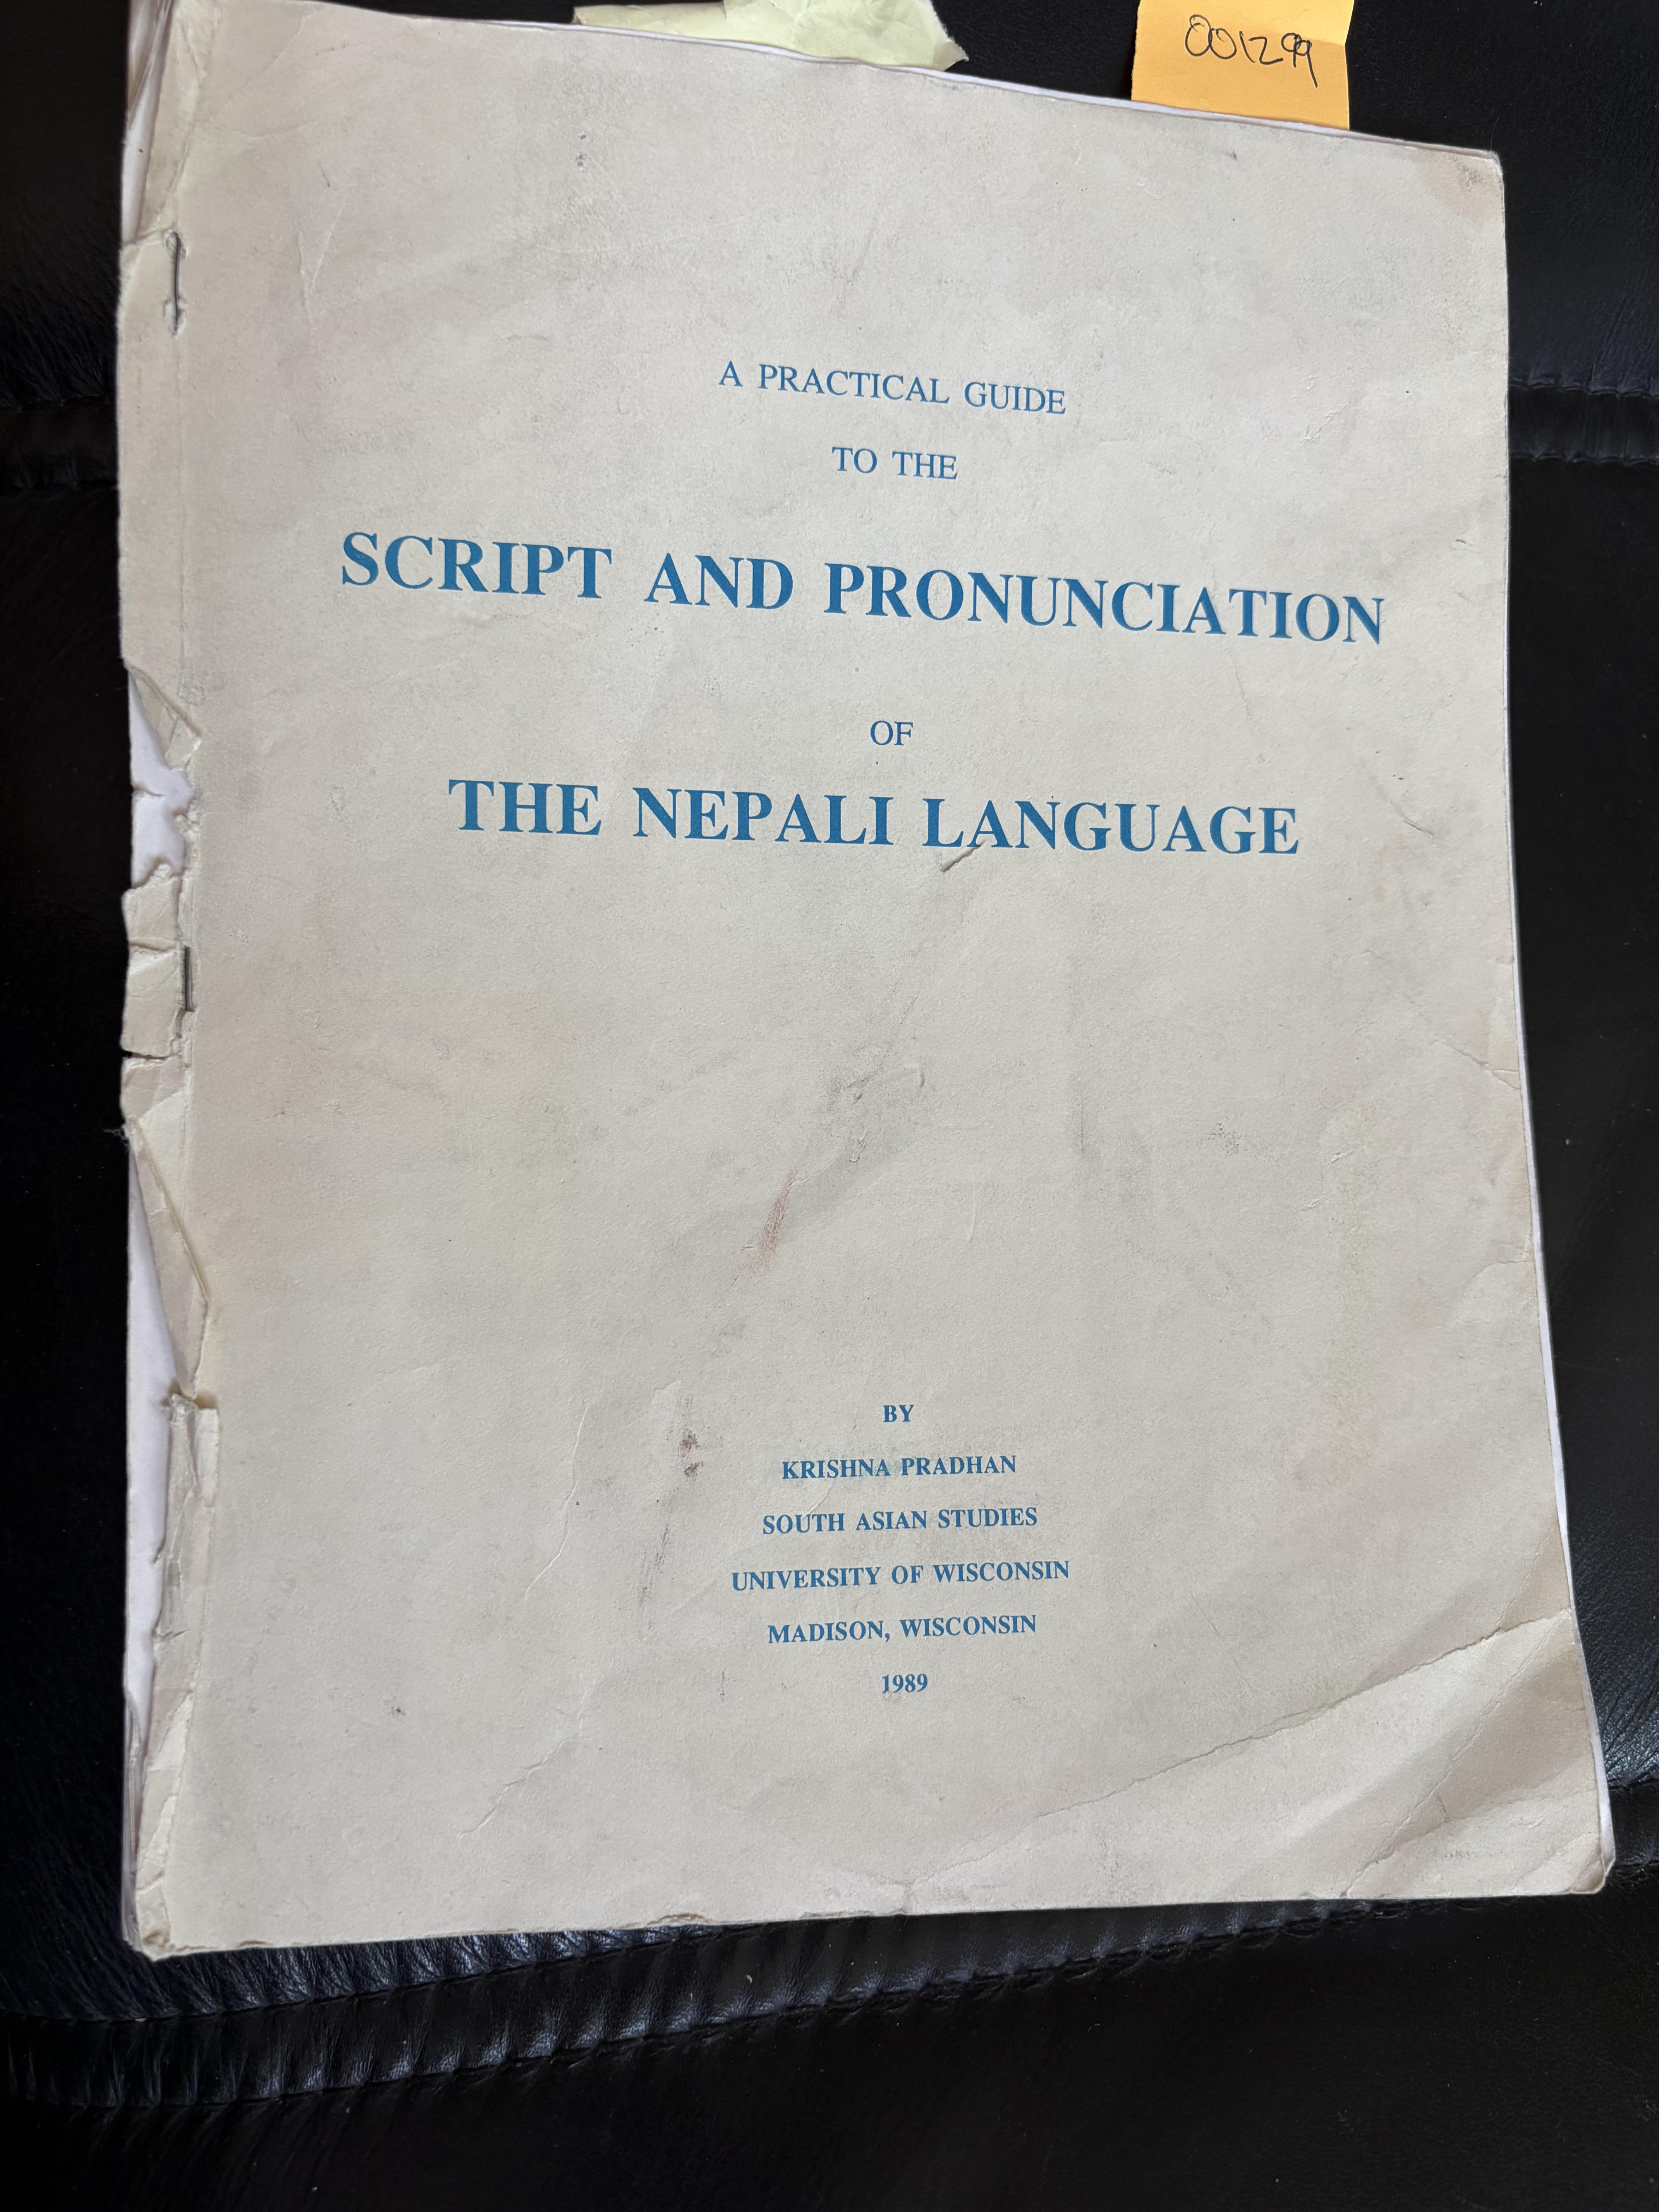 001299
A PRACTICAL GUIDE
TO THE
SCRIPT AND PRONUNCIATION
OF
THE NEPALI LANGUAGE
BY
KRISHNA PRADHAN
SOUTH ASIAN STUDIES
UNIVERSITY OF WISCONSIN
MADISON, WISCONSIN
1989